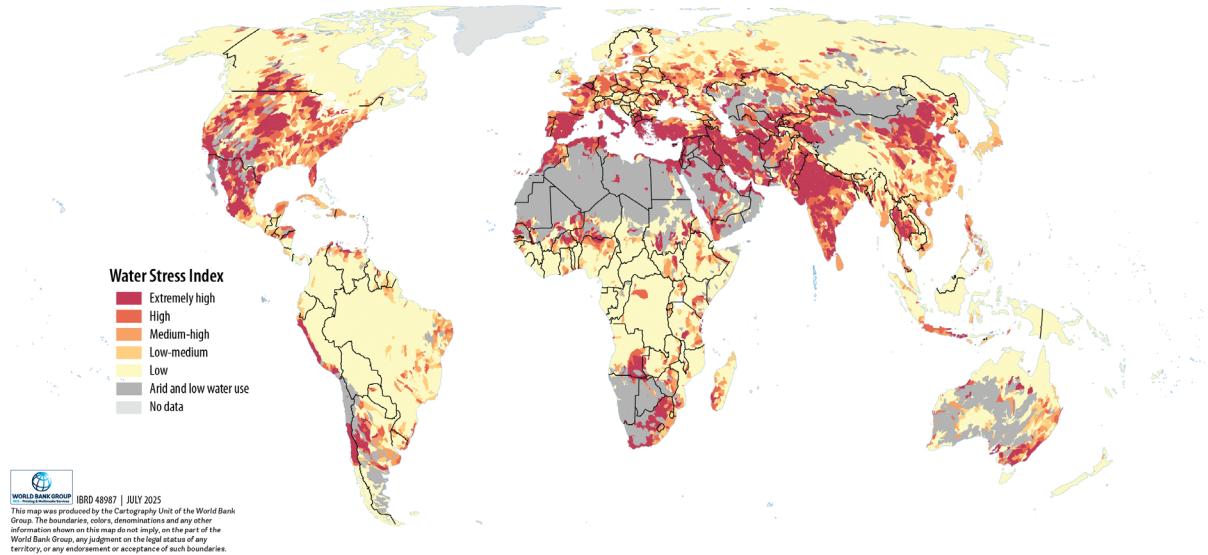 Water Stress Index
Extremely high
High
Medium-high
Low-medium
Low
Arid and low water use
No data
WORLD BANK GROUP
IBRD 48987 | JULY 2025
This map was produced by the Cartography Unit of the World Bank
Group. The boundaries, colors, denominations and any other
information shown on this map do not imply, on the part of the
World Bank Group, any judgment on the legal status of any
territory, or any endorsement or acceptance of such boundaries.